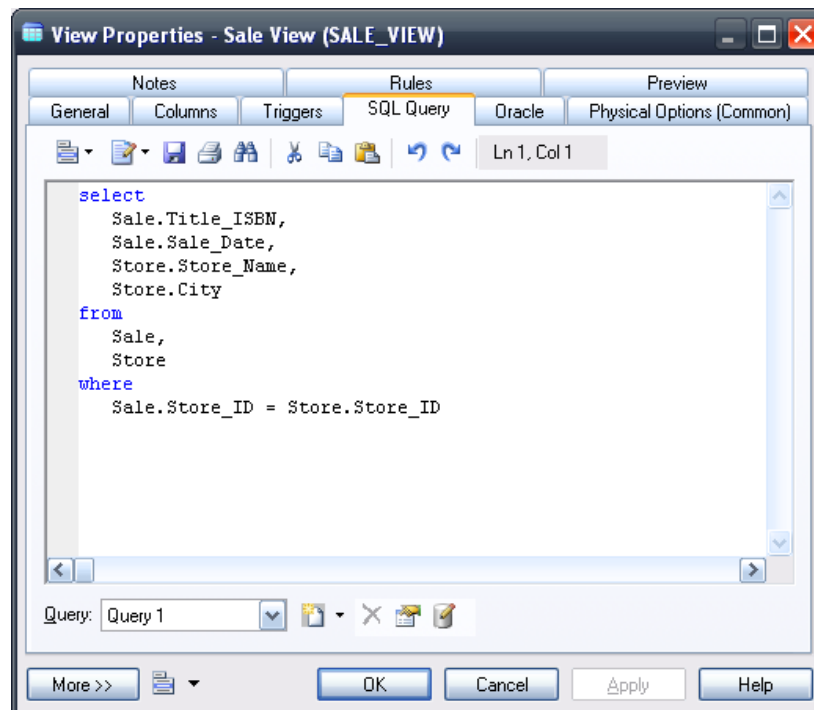 View Properties - Sale View (SALE_VIEW)
Notes Rules Preview
General Columns Triggers SQL Query Oracle Physical Options (Common)
Ln 1, Col 1
select
Sale.Title_ISBN,
Sale.Sale_Date,
Store.Store_Name,
Store.City
from
Sale,
Store
where
Sale.Store_ID = Store.Store_ID
Query: Query 1
More >> OK Cancel Apply Help